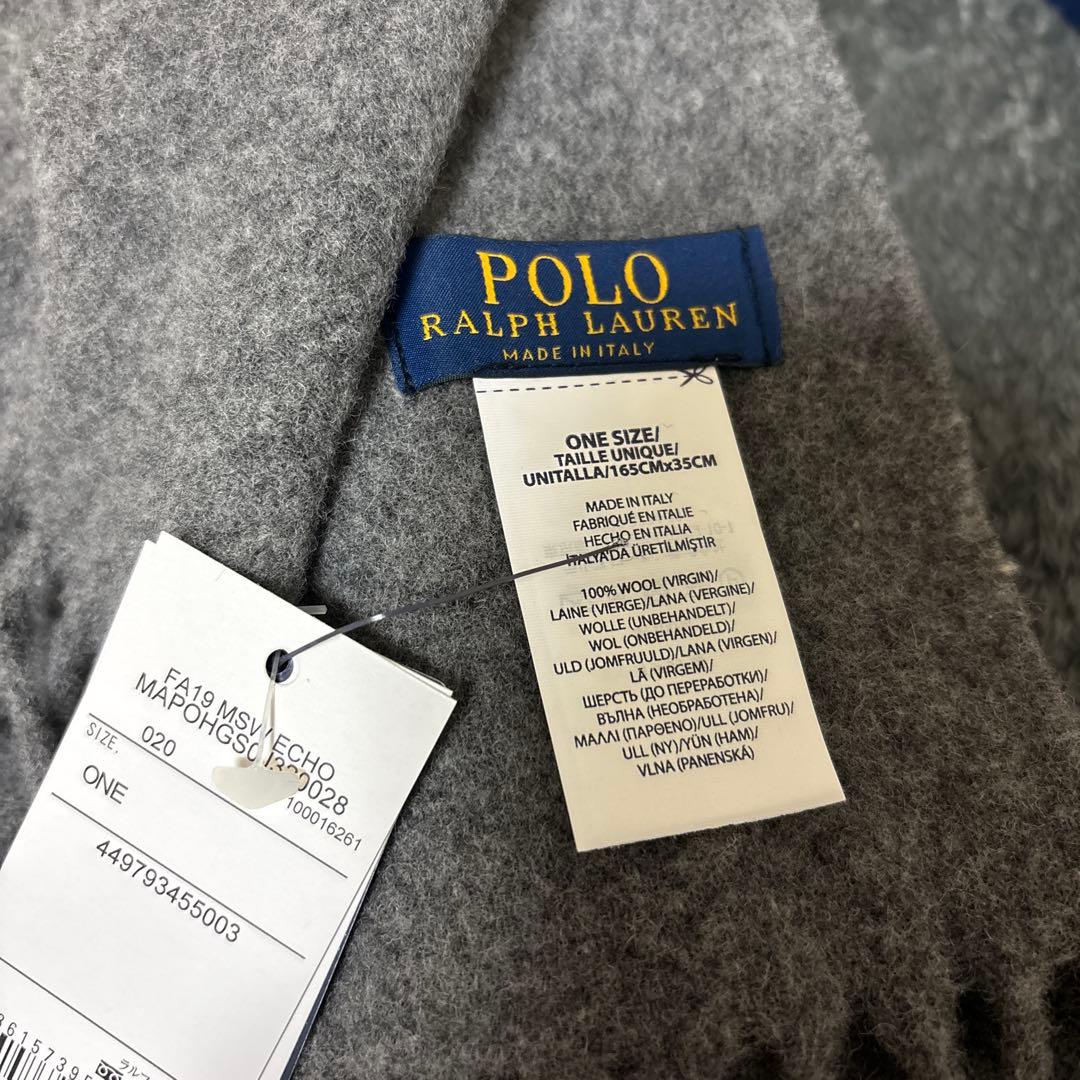 POLO
RALPH LAUREN
MADE IN ITALY
ONE SIZE/
TAILLE UNIQUE/
UNITALLA/165CMx35CM
MADE IN ITALY
FABRIQUÉ EN ITALIE
HECHO EN ITALIA
İTALYA'DA ÜRETİLMİŞTİR
100% WOOL (VIRGIN)/
LAINE (VIERGE)/LANA (VERGINE)/
WOLLE (UNBEHANDELT)/
WOL (ONBEHANDELD)/
ULD (JOMFRUULD)/LANA (VIRGEN)/
LÃ (VIRGEM)/
ШЕРСТЬ (ДО ПЕРЕРАБОТКИ)/
ВЪЛНА (НЕОБРАБОТЕНА)/
ΜΑΛΛΙ (ΠΑΡΘΕΝΟ)/ULL (JOMFRU)/
ULL (NY)/YÜN (HAM)/
VLNA (PANENSKÁ)
FA19 ECHO
100016261
SIZE. 020
ONE
449793455003